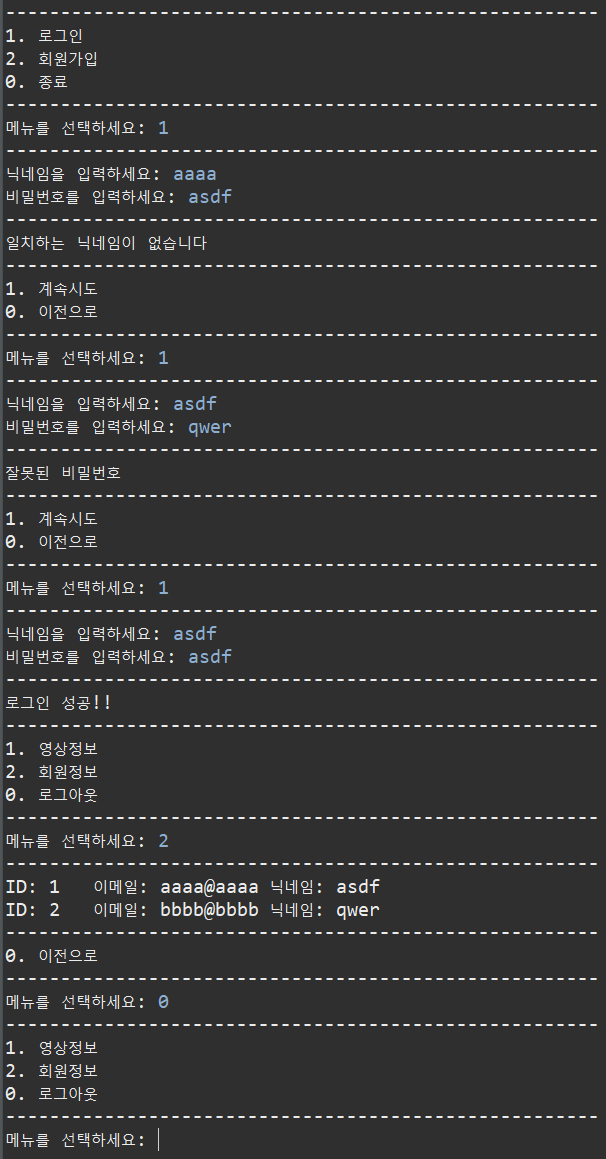 ------------------------------------------------------
1. 로그인
2. 회원가입
0. 종료
------------------------------------------------------
메뉴를 선택하세요: 1
------------------------------------------------------
닉네임을 입력하세요: aaaa
비밀번호를 입력하세요: asdf
------------------------------------------------------
일치하는 닉네임이 없습니다
------------------------------------------------------
1. 계속시도
0. 이전으로
------------------------------------------------------
메뉴를 선택하세요: 1
------------------------------------------------------
닉네임을 입력하세요: asdf
비밀번호를 입력하세요: qwer
------------------------------------------------------
잘못된 비밀번호
------------------------------------------------------
1. 계속시도
0. 이전으로
------------------------------------------------------
메뉴를 선택하세요: 1
------------------------------------------------------
닉네임을 입력하세요: asdf
비밀번호를 입력하세요: asdf
------------------------------------------------------
로그인 성공!!
------------------------------------------------------
1. 영상정보
2. 회원정보
0. 로그아웃
------------------------------------------------------
메뉴를 선택하세요: 2
------------------------------------------------------
ID: 1   이메일: aaaa@aaaa 닉네임: asdf
ID: 2   이메일: bbbb@bbbb 닉네임: qwer
------------------------------------------------------
0. 이전으로
------------------------------------------------------
메뉴를 선택하세요: 0
------------------------------------------------------
1. 영상정보
2. 회원정보
0. 로그아웃
------------------------------------------------------
메뉴를 선택하세요: